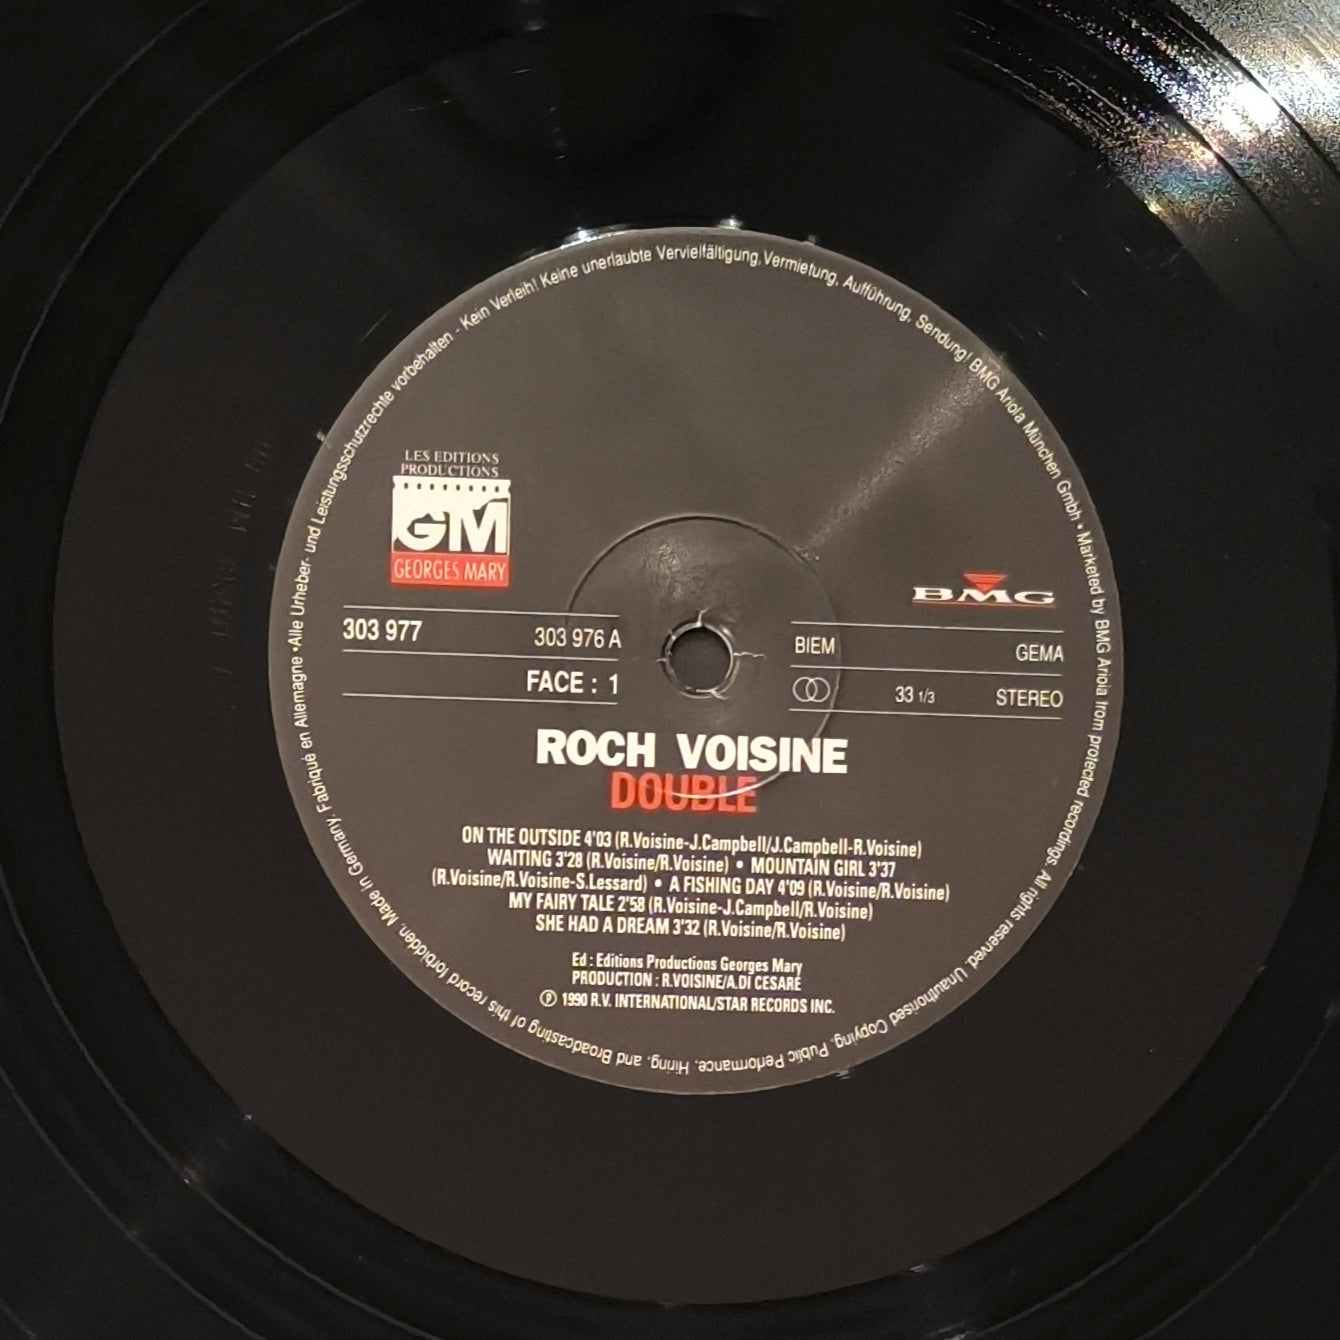 Alle Urheber- und Leistungsschutzrechte vorbehalten - Kein Verleih! Keine unerlaubte Vervielfältigung, Vermietung, Aufführung, Sendung! BMG Ariola München Gmbh • Marketed by BMG Ariola from protected recordings. All rights reserved. Unauthorised Copying, Public Performance, Hiring, and, Broadcasting of this record forbidden. Made in Germany. Fabriqué en Allemagne •
LES EDITIONS
PRODUCTIONS
GM
GEORGES MARY
BMG
303 977
303 976 A
BIEM
GEMA
FACE : 1
33 1/3
STEREO
ROCH VOISINE
DOUBLE
ON THE OUTSIDE 4'03 (R.Voisine-J.Campbell/J.Campbell-R.Voisine)
WAITING 3'28 (R.Voisine/R.Voisine) • MOUNTAIN GIRL 3'37
(R.Voisine/R.Voisine-S.Lessard) • A FISHING DAY 4'09 (R.Voisine/R.Voisine)
MY FAIRY TALE 2'58 (R.Voisine-J.Campbell/R.Voisine)
SHE HAD A DREAM 3'32 (R.Voisine/R.Voisine)
Ed : Editions Productions Georges Mary
PRODUCTION : R.VOISINE/A.DI CESARE
℗ 1990 R.V. INTERNATIONAL/STAR RECORDS INC.